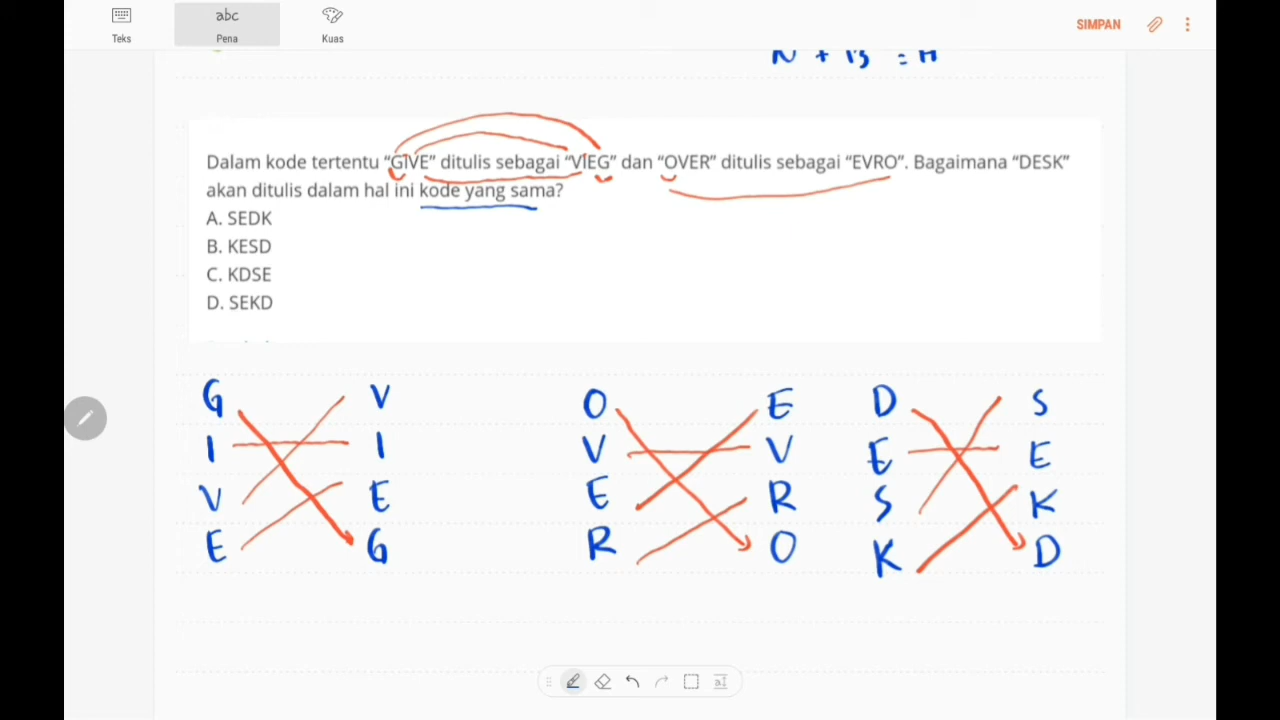 Teks
abc
Pena
Kuas
SIMPAN
N + B = A
Dalam kode tertentu “GIVE” ditulis sebagai “VIEG” dan “OVER” ditulis sebagai “EVRO”. Bagaimana “DESK”
akan ditulis dalam hal ini kode yang sama?
A. SEDK
B. KESD
C. KDSE
D. SEKD
G V O E D S
I I V V E E
V E E R S K
E G R O K D